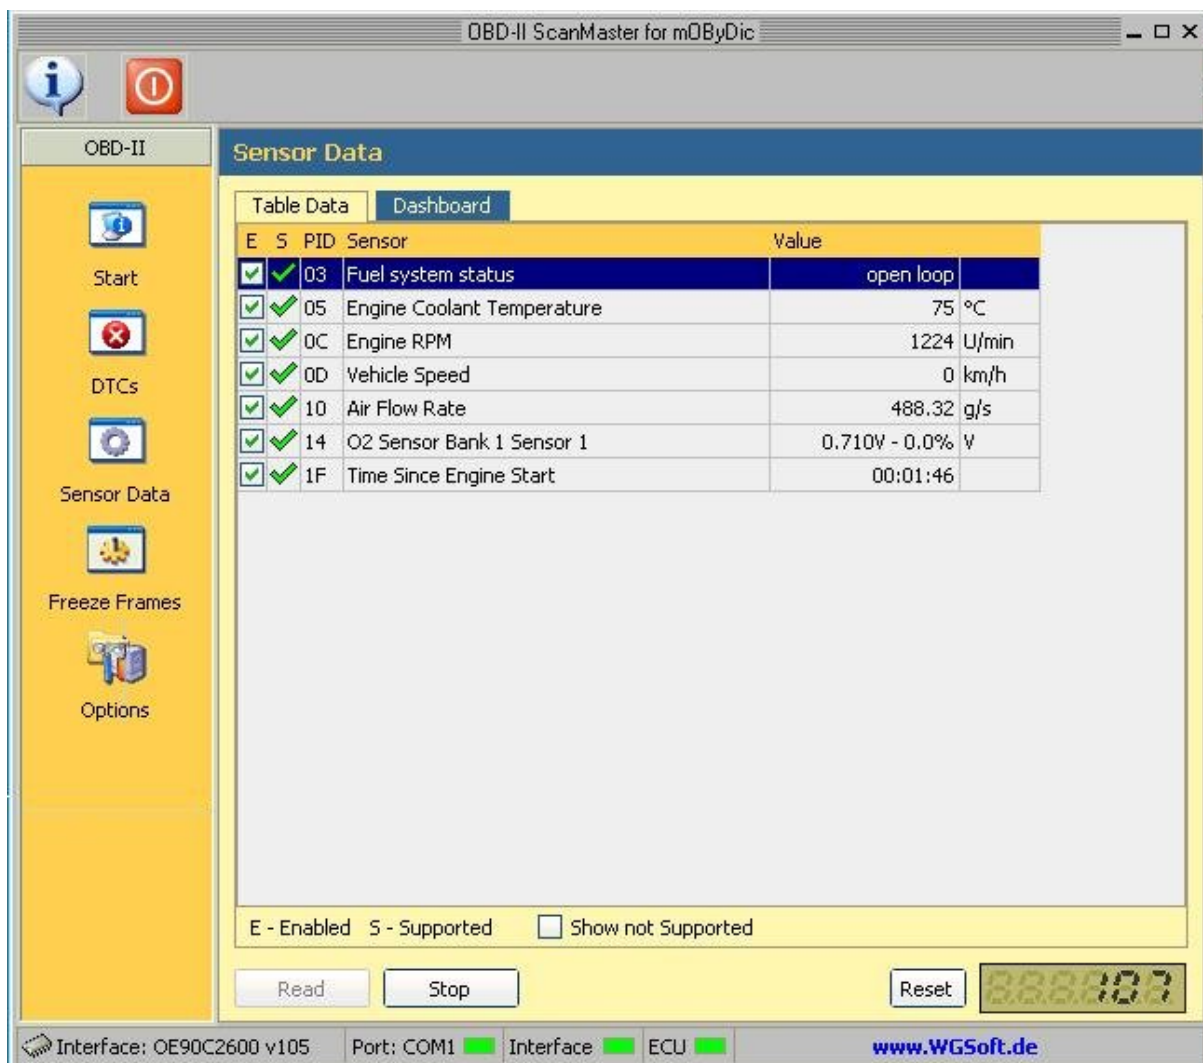 OBD-II ScanMaster for mOByDic
OBD-II
Start
DTCs
Sensor Data
Freeze Frames
Options
Sensor Data
Table Data Dashboard
E S PID Sensor Value
03 Fuel system status open loop
05 Engine Coolant Temperature 75 °C
0C Engine RPM 1224 U/min
0D Vehicle Speed 0 km/h
10 Air Flow Rate 488.32 g/s
14 O2 Sensor Bank 1 Sensor 1 0.710V - 0.0% V
1F Time Since Engine Start 00:01:46
E - Enabled S - Supported Show not Supported
Read Stop Reset 107
Interface: OE90C2600 v105 Port: COM1 Interface ECU www.WGSoft.de